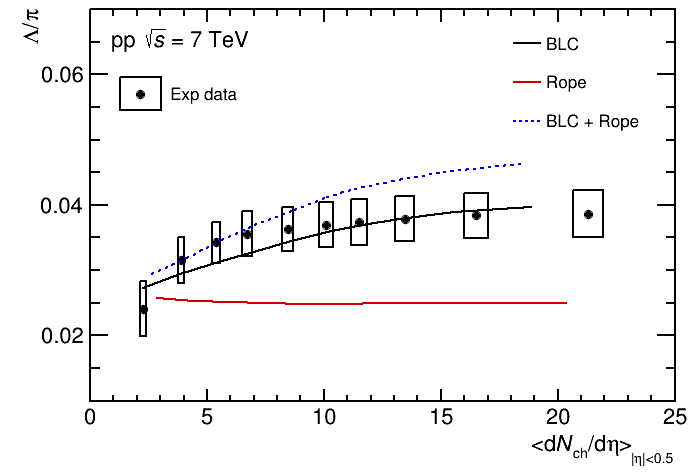 Λ/π
pp √s = 7 TeV
Exp data
BLC
Rope
BLC + Rope
0.06
0.04
0.02
0 5 10 15 20 25
<dNch/dη>|η|<0.5